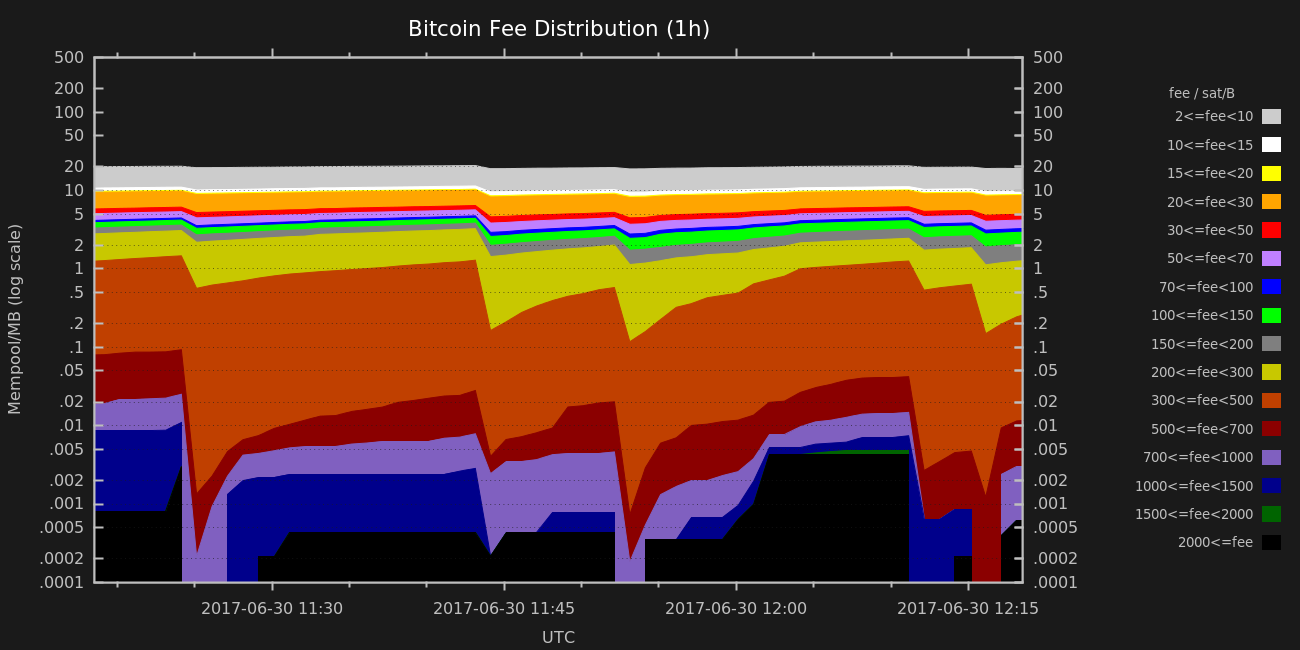 Bitcoin Fee Distribution (1h)
500
200
100
50
20
10
5
2
1
.5
.2
.1
.05
.02
.01
.005
.002
.001
.0005
.0002
.0001
Mempool/MB (log scale)
500
200
100
50
20
10
5
2
1
.5
.2
.1
.05
.02
.01
.005
.002
.001
.0005
.0002
.0001
2017-06-30 11:30
2017-06-30 11:45
2017-06-30 12:00
2017-06-30 12:15
UTC
fee / sat/B
2<=fee<10
10<=fee<15
15<=fee<20
20<=fee<30
30<=fee<50
50<=fee<70
70<=fee<100
100<=fee<150
150<=fee<200
200<=fee<300
300<=fee<500
500<=fee<700
700<=fee<1000
1000<=fee<1500
1500<=fee<2000
2000<=fee